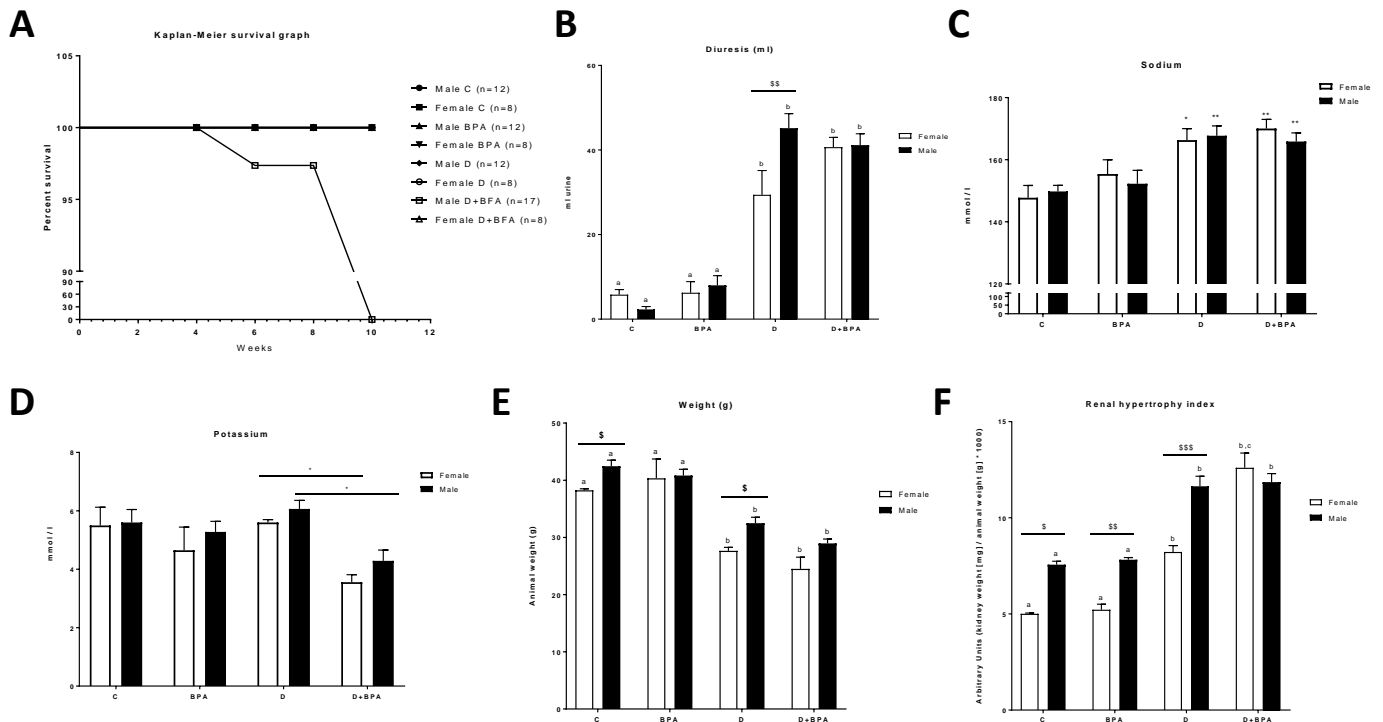 A
Kaplan-Meier survival graph
105
100
95
90
90
60
30
0
Percent survival
0 2 4 6 8 10 12
Weeks
Male C (n=12)
Female C (n=8)
Male BPA (n=12)
Female BPA (n=8)
Male D (n=12)
Female D (n=8)
Male D+BFA (n=17)
Female D+BFA (n=8)
B
Diuresis (ml)
60
40
20
0
ml urine
a a a a b $$ b b b
C BPA D D+BPA
Female
Male
C
Sodium
180
160
140
120
100
50
0
mmol/l
* ** ** **
C BPA D D+BPA
Female
Male
D
Potassium
8
6
4
2
0
mmol/l
* *
C BPA D D+BPA
Female
Male
E
Weight (g)
50
40
30
20
10
0
Animal weight (g)
$ $
a a a a b b b b
C BPA D D+BPA
Female
Male
F
Renal hypertrophy index
15
10
5
0
Arbitrary Units (kidney weight [mg]/ animal weight [g] * 1000)
$ $$ $$$
a a a a b b b,c b
C BPA D D+BPA
Female
Male